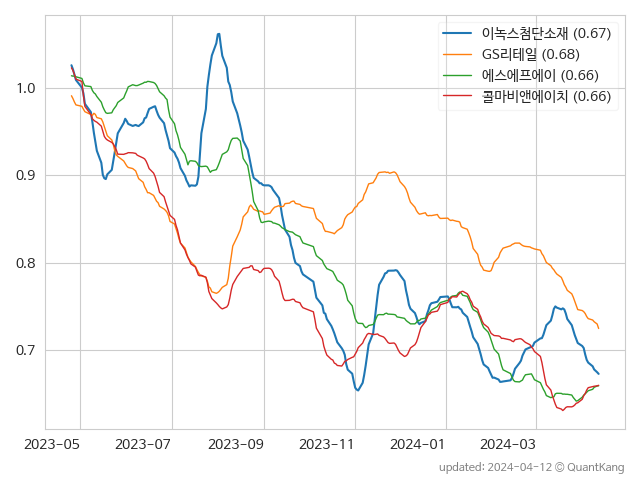 이녹스첨단소재 (0.67)
GS리테일 (0.68)
에스에프에이 (0.66)
콜마비앤에이치 (0.66)
1.0
0.9
0.8
0.7
2023-05 2023-07 2023-09 2023-11 2024-01 2024-03
updated: 2024-04-12 © QuantKang